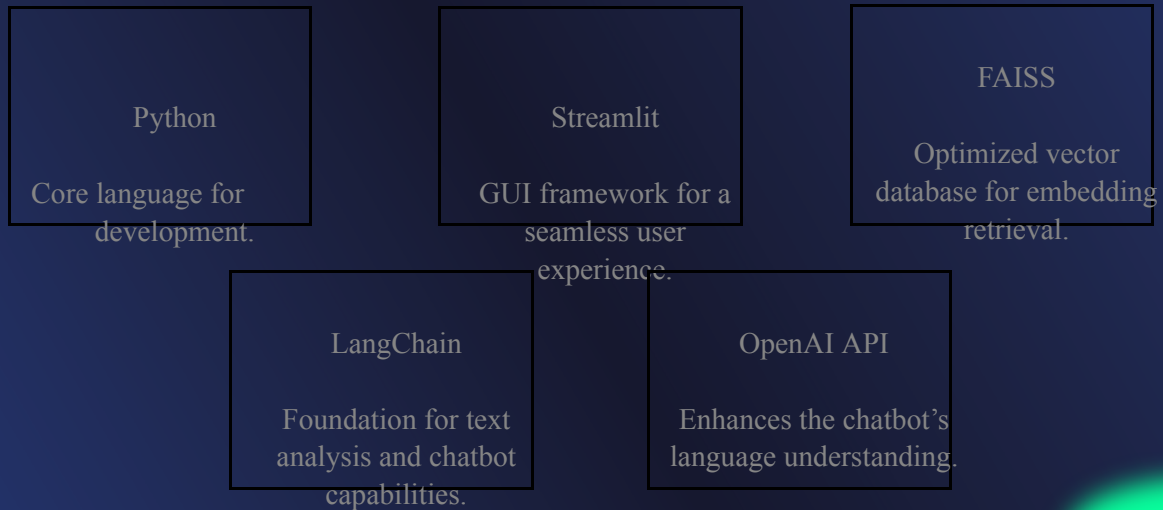 Python
Core language for
development.
Streamlit
GUI framework for a
seamless user
experience.
FAISS
Optimized vector
database for embedding
retrieval.
LangChain
Foundation for text
analysis and chatbot
capabilities.
OpenAI API
Enhances the chatbot’s
language understanding.